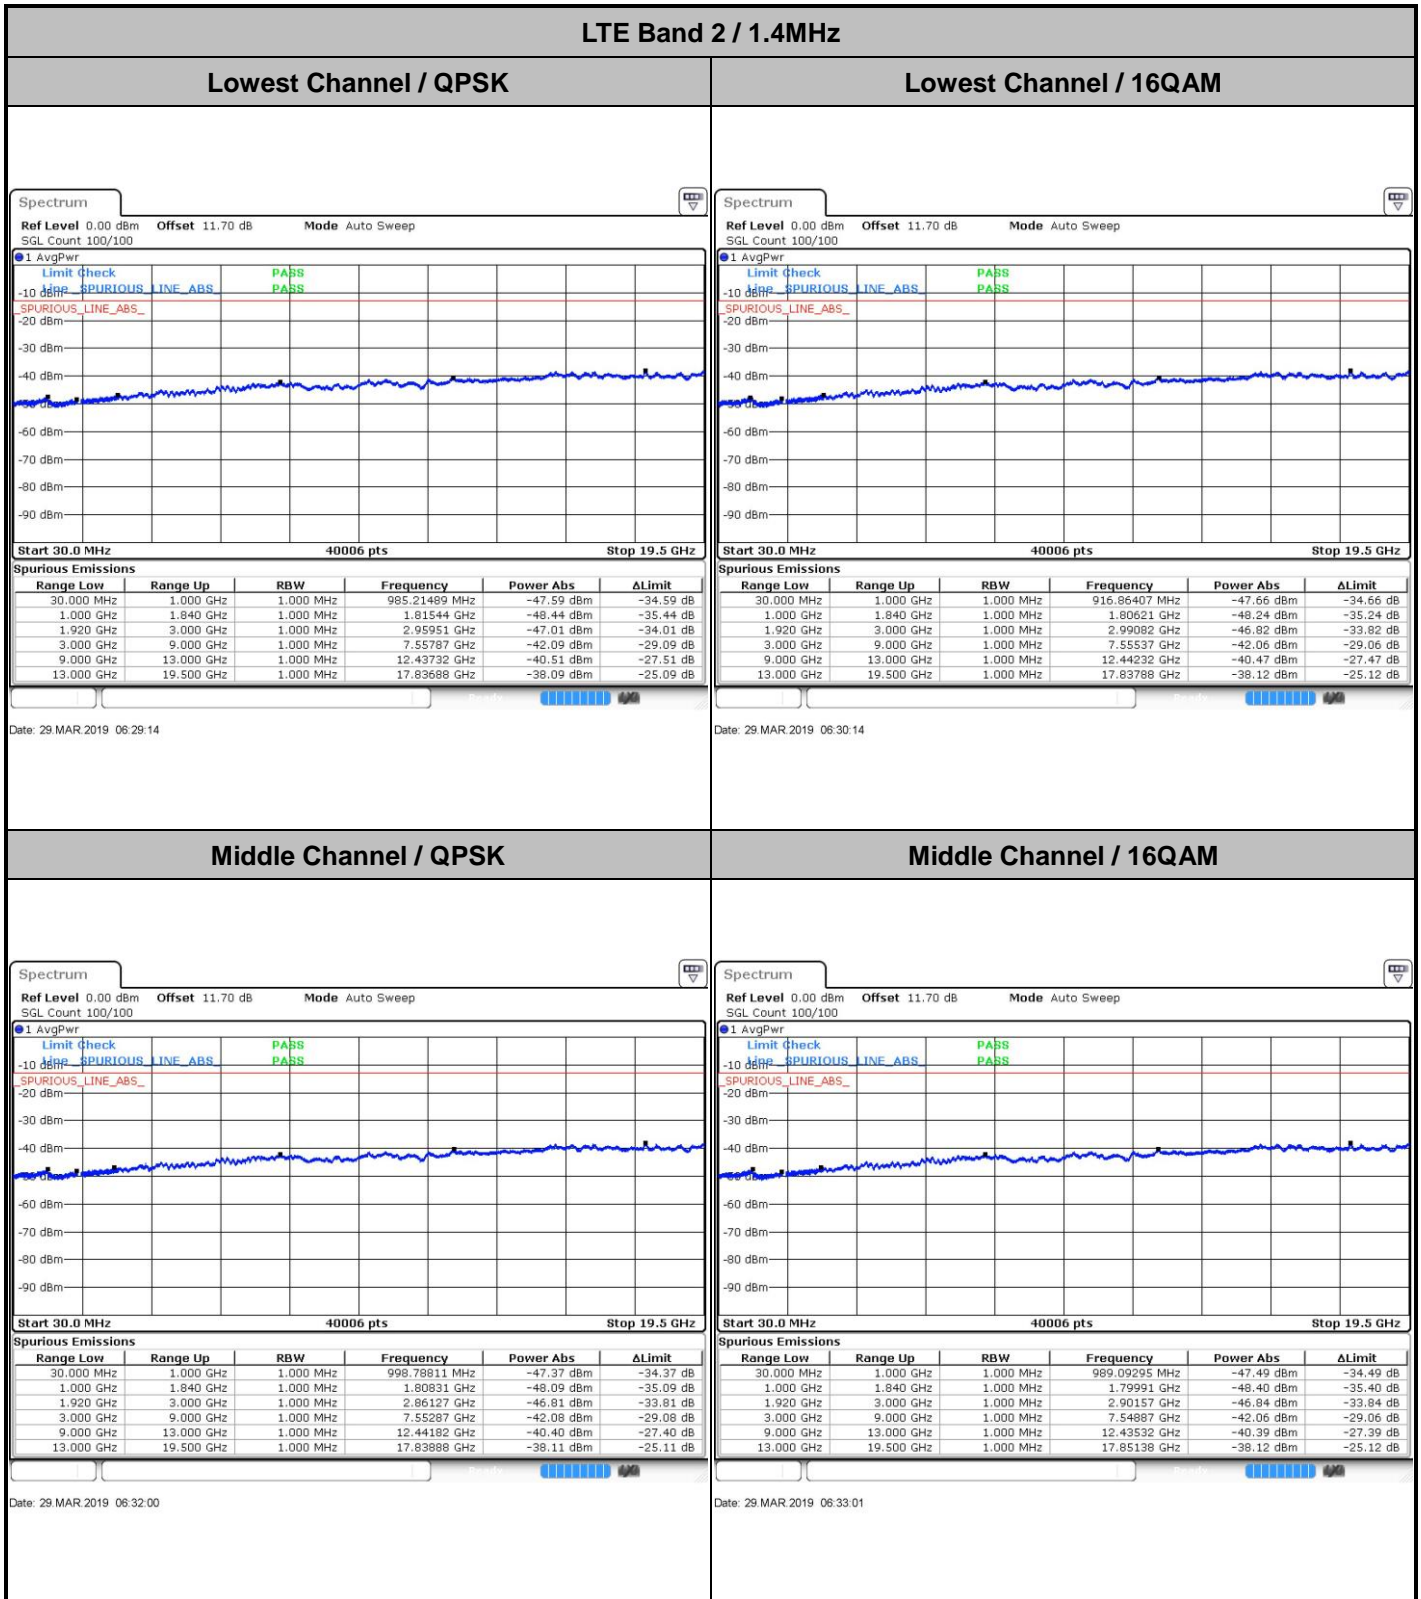 LTE Band 2 / 1.4MHz
Lowest Channel / QPSK
Lowest Channel / 16QAM
Spectrum
Ref Level 0.00 dBm Offset 11.70 dB Mode Auto Sweep
SGL Count 100/100
1 AvgPwr
Limit Check PASS
Line _SPURIOUS_LINE_ABS_ PASS
-10 dBm
_SPURIOUS_LINE_ABS_
-20 dBm
-30 dBm
-40 dBm
-60 dBm
-70 dBm
-80 dBm
-90 dBm
Start 30.0 MHz 40006 pts Stop 19.5 GHz
Spurious Emissions
Range Low Range Up RBW Frequency Power Abs ΔLimit
30.000 MHz 1.000 GHz 1.000 MHz 985.21489 MHz -47.59 dBm -34.59 dB
1.000 GHz 1.840 GHz 1.000 MHz 1.81544 GHz -48.44 dBm -35.44 dB
1.920 GHz 3.000 GHz 1.000 MHz 2.95951 GHz -47.01 dBm -34.01 dB
3.000 GHz 9.000 GHz 1.000 MHz 7.55787 GHz -42.09 dBm -29.09 dB
9.000 GHz 13.000 GHz 1.000 MHz 12.43732 GHz -40.51 dBm -27.51 dB
13.000 GHz 19.500 GHz 1.000 MHz 17.83688 GHz -38.09 dBm -25.09 dB
Date: 29.MAR.2019 06:29:14
Spectrum
Ref Level 0.00 dBm Offset 11.70 dB Mode Auto Sweep
SGL Count 100/100
1 AvgPwr
Limit Check PASS
Line _SPURIOUS_LINE_ABS_ PASS
-10 dBm
_SPURIOUS_LINE_ABS_
-20 dBm
-30 dBm
-40 dBm
-60 dBm
-70 dBm
-80 dBm
-90 dBm
Start 30.0 MHz 40006 pts Stop 19.5 GHz
Spurious Emissions
Range Low Range Up RBW Frequency Power Abs ΔLimit
30.000 MHz 1.000 GHz 1.000 MHz 916.86407 MHz -47.66 dBm -34.66 dB
1.000 GHz 1.840 GHz 1.000 MHz 1.80621 GHz -48.24 dBm -35.24 dB
1.920 GHz 3.000 GHz 1.000 MHz 2.99082 GHz -46.82 dBm -33.82 dB
3.000 GHz 9.000 GHz 1.000 MHz 7.55537 GHz -42.06 dBm -29.06 dB
9.000 GHz 13.000 GHz 1.000 MHz 12.44232 GHz -40.47 dBm -27.47 dB
13.000 GHz 19.500 GHz 1.000 MHz 17.83788 GHz -38.12 dBm -25.12 dB
Date: 29.MAR.2019 06:30:14
Middle Channel / QPSK
Middle Channel / 16QAM
Spectrum
Ref Level 0.00 dBm Offset 11.70 dB Mode Auto Sweep
SGL Count 100/100
1 AvgPwr
Limit Check PASS
Line _SPURIOUS_LINE_ABS_ PASS
-10 dBm
_SPURIOUS_LINE_ABS_
-20 dBm
-30 dBm
-40 dBm
-60 dBm
-70 dBm
-80 dBm
-90 dBm
Start 30.0 MHz 40006 pts Stop 19.5 GHz
Spurious Emissions
Range Low Range Up RBW Frequency Power Abs ΔLimit
30.000 MHz 1.000 GHz 1.000 MHz 998.78811 MHz -47.37 dBm -34.37 dB
1.000 GHz 1.840 GHz 1.000 MHz 1.80831 GHz -48.09 dBm -35.09 dB
1.920 GHz 3.000 GHz 1.000 MHz 2.86127 GHz -46.81 dBm -33.81 dB
3.000 GHz 9.000 GHz 1.000 MHz 7.55287 GHz -42.08 dBm -29.08 dB
9.000 GHz 13.000 GHz 1.000 MHz 12.44182 GHz -40.40 dBm -27.40 dB
13.000 GHz 19.500 GHz 1.000 MHz 17.83888 GHz -38.11 dBm -25.11 dB
Date: 29.MAR.2019 06:32:00
Spectrum
Ref Level 0.00 dBm Offset 11.70 dB Mode Auto Sweep
SGL Count 100/100
1 AvgPwr
Limit Check PASS
Line _SPURIOUS_LINE_ABS_ PASS
-10 dBm
_SPURIOUS_LINE_ABS_
-20 dBm
-30 dBm
-40 dBm
-60 dBm
-70 dBm
-80 dBm
-90 dBm
Start 30.0 MHz 40006 pts Stop 19.5 GHz
Spurious Emissions
Range Low Range Up RBW Frequency Power Abs ΔLimit
30.000 MHz 1.000 GHz 1.000 MHz 989.09295 MHz -47.49 dBm -34.49 dB
1.000 GHz 1.840 GHz 1.000 MHz 1.79991 GHz -48.40 dBm -35.40 dB
1.920 GHz 3.000 GHz 1.000 MHz 2.90157 GHz -46.84 dBm -33.84 dB
3.000 GHz 9.000 GHz 1.000 MHz 7.54887 GHz -42.06 dBm -29.06 dB
9.000 GHz 13.000 GHz 1.000 MHz 12.43532 GHz -40.39 dBm -27.39 dB
13.000 GHz 19.500 GHz 1.000 MHz 17.85138 GHz -38.12 dBm -25.12 dB
Date: 29.MAR.2019 06:33:01